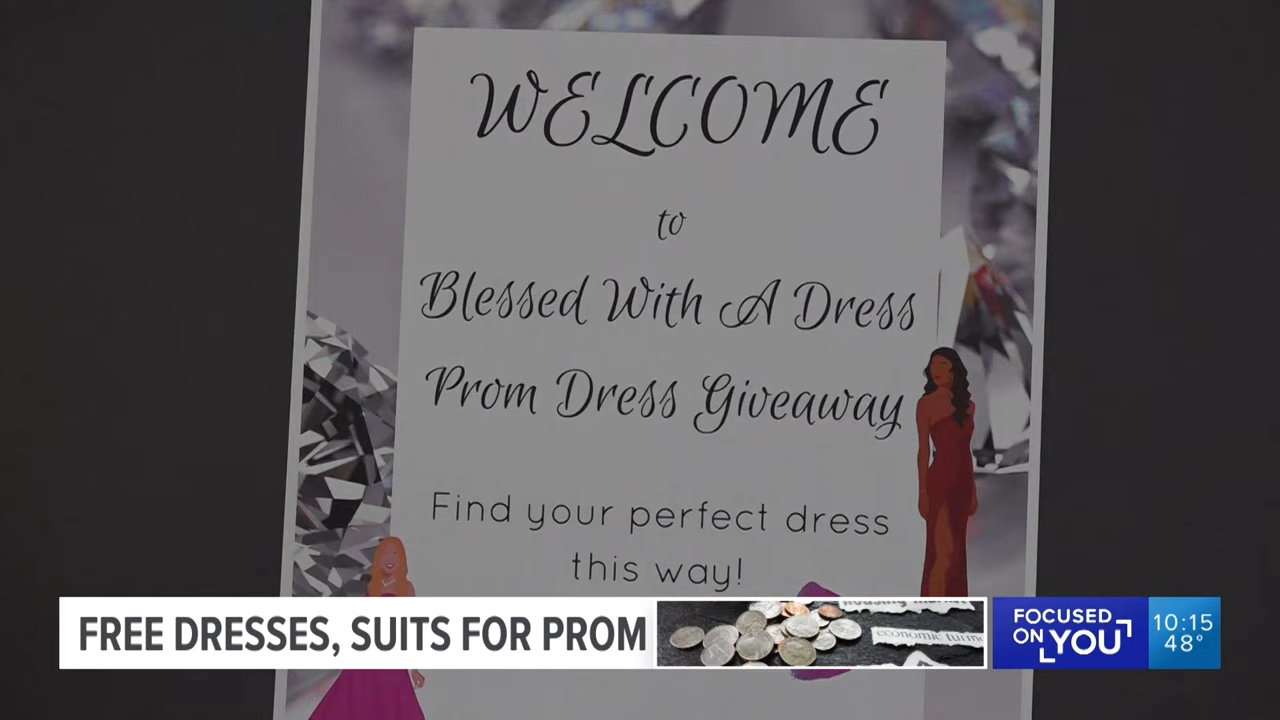 WELCOME
to
Blessed With A Dress
Prom Dress Giveaway
Find your perfect dress
this way!
FREE DRESSES, SUITS FOR PROM
economic
FOCUSED
ON YOU
10:15
48°